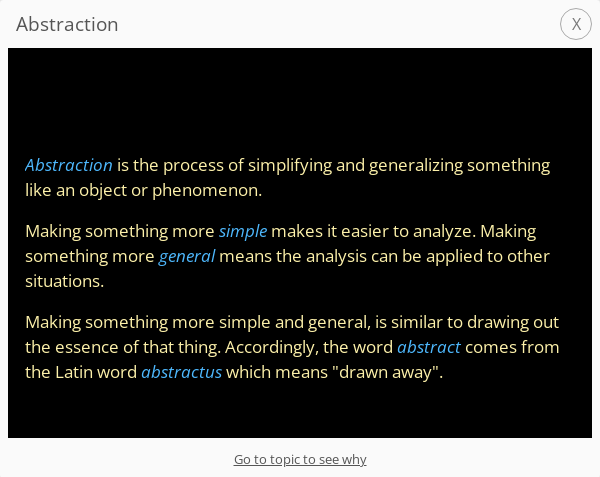 Abstraction
X
Abstraction is the process of simplifying and generalizing something
like an object or phenomenon.
Making something more simple makes it easier to analyze. Making
something more general means the analysis can be applied to other
situations.
Making something more simple and general, is similar to drawing out
the essence of that thing. Accordingly, the word abstract comes from
the Latin word abstractus which means "drawn away".
Go to topic to see why